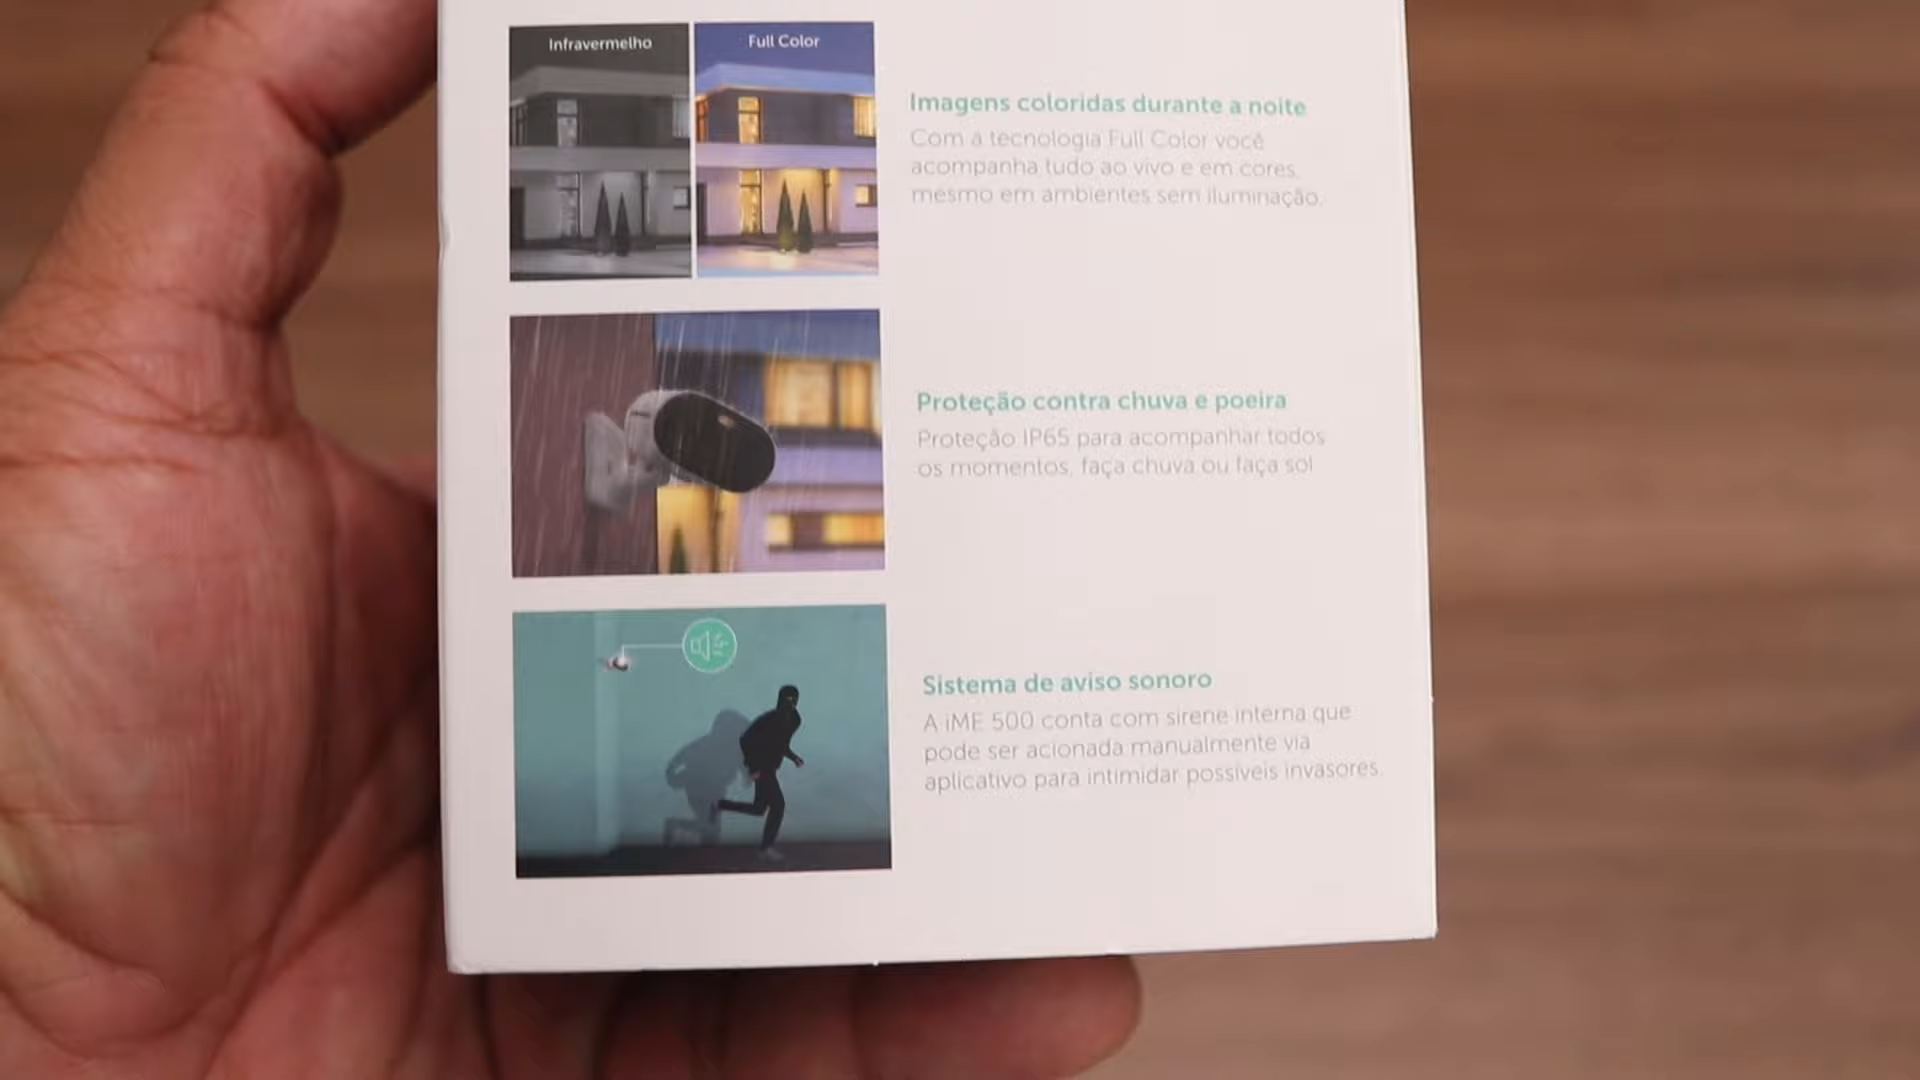 Infravermelho
Full Color
Imagens coloridas durante a noite
Com a tecnologia Full Color você
acompanha tudo ao vivo e em cores,
mesmo em ambientes sem iluminação.
Proteção contra chuva e poeira
Proteção IP65 para acompanhar todos
os momentos, faça chuva ou faça sol
Sistema de aviso sonoro
A iME 500 conta com sirene interna que
pode ser acionada manualmente via
aplicativo para intimidar possíveis invasores.